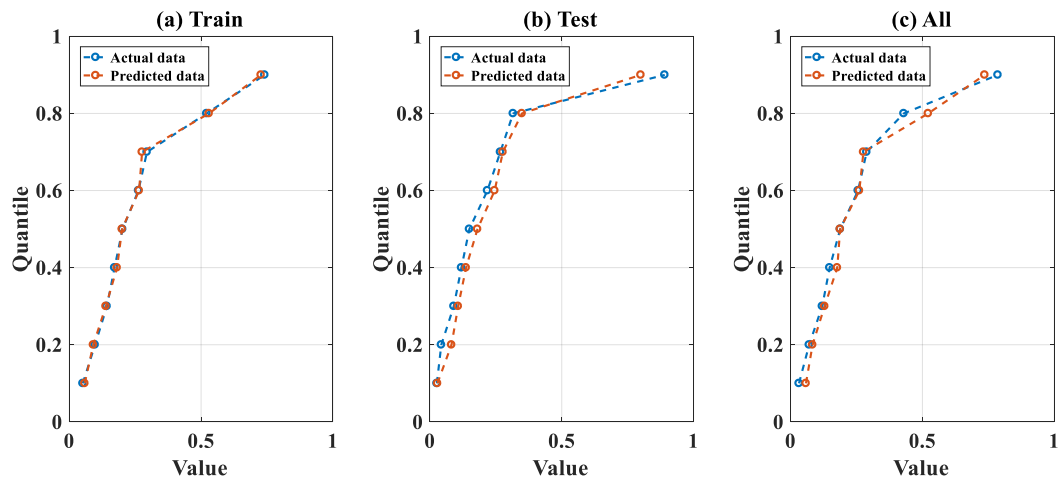 (a) Train
1
0.8
0.6
0.4
0.2
0
Quantile
Actual data
Predicted data
0
0.5
1
Value
(b) Test
1
0.8
0.6
0.4
0.2
0
Quantile
Actual data
Predicted data
0
0.5
1
Value
(c) All
1
0.8
0.6
0.4
0.2
0
Quantile
Actual data
Predicted data
0
0.5
1
Value